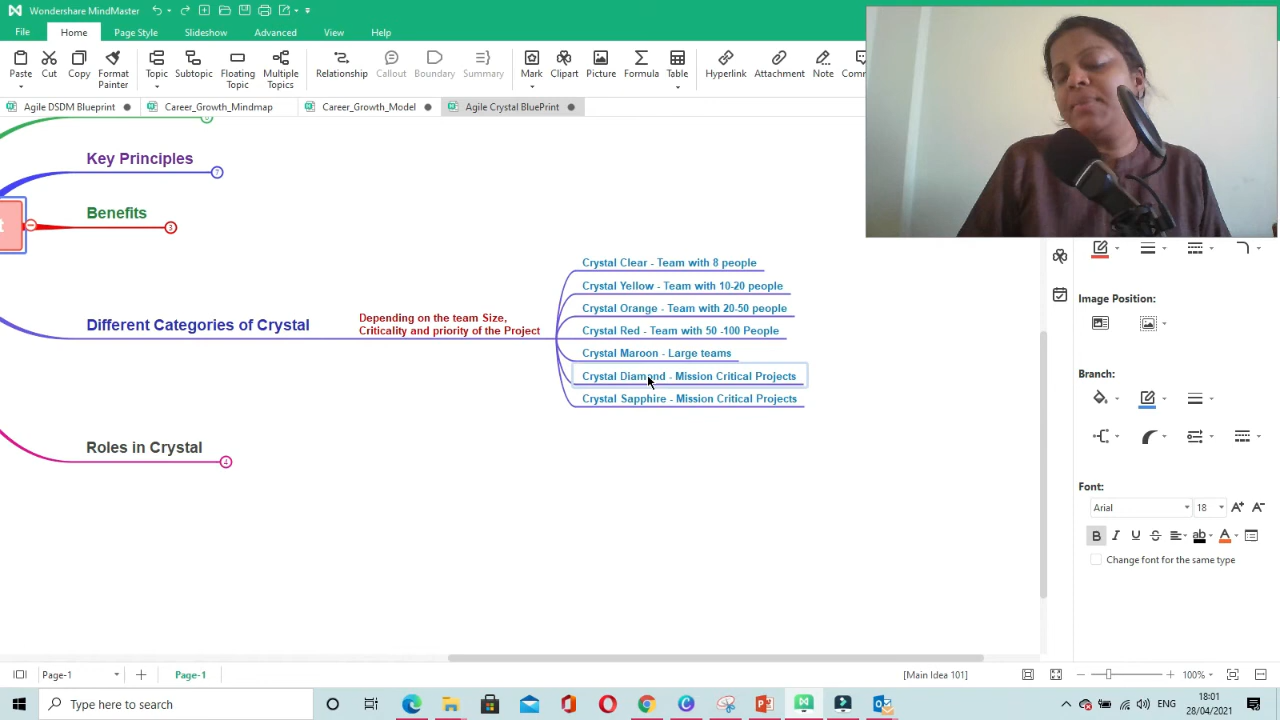 Wondershare MindMaster
File
Home
Page Style
Slideshow
Advanced
View
Help
Paste
Cut
Copy
Format Painter
Topic
Subtopic
Floating Topic
Multiple Topics
Relationship
Callout
Boundary
Summary
Mark
Clipart
Picture
Formula
Table
Hyperlink
Attachment
Note
Agile DSDM Blueprint
Career_Growth_Mindmap
Career_Growth_Model
Agile Crystal BluePrint
6
Key Principles
7
Benefits
3
t
Different Categories of Crystal
Depending on the team Size,
Criticality and priority of the Project
Crystal Clear - Team with 8 people
Crystal Yellow - Team with 10-20 people
Crystal Orange - Team with 20-50 people
Crystal Red - Team with 50 -100 People
Crystal Maroon - Large teams
Crystal Diamond - Mission Critical Projects
Crystal Sapphire - Mission Critical Projects
Roles in Crystal
4
Image Position:
Branch:
Font:
Arial
18
A+
A-
B I U S ab A
Change font for the same type
Page-1
Page-1
[Main Idea 101]
100%
Type here to search
ENG
18:01
28/04/2021